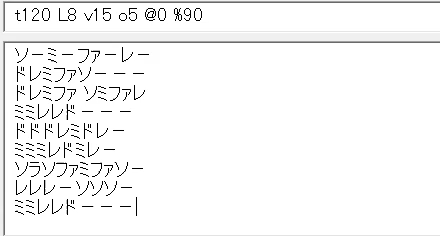 t120 L8 v15 o5 @0 %90
ソーミーファーレー
ドレミファソーーー
ドレミファ ソミファレ
ミミレレドーーー
ドドドレミドレー
ミミミレドミレー
ソラソファミファソー
レレレーソソソー
ミミレレドーーー